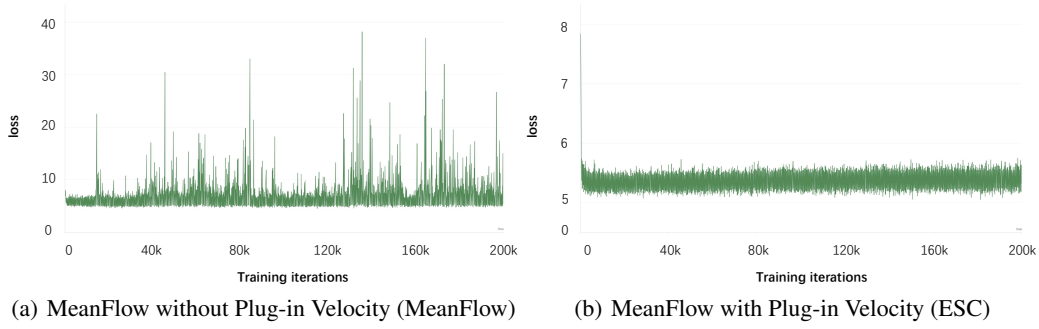 40
30
20
10
0
loss
0 40k 80k 120k 160k 200k
Training iterations
(a) MeanFlow without Plug-in Velocity (MeanFlow)
8
7
6
5
0
loss
0 40k 80k 120k 160k 200k
Training iterations
(b) MeanFlow with Plug-in Velocity (ESC)